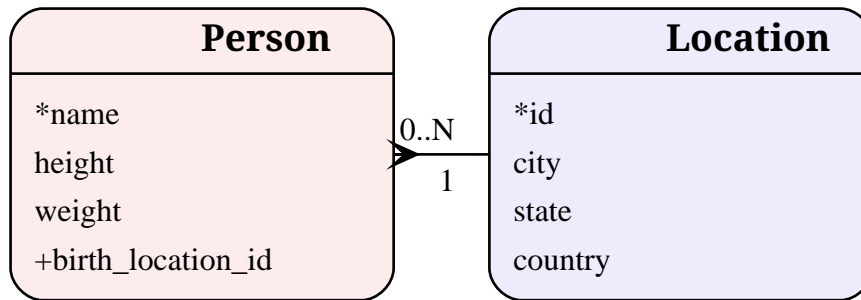 Person
*name
height
weight
+birth_location_id
0..N
1
Location
*id
city
state
country